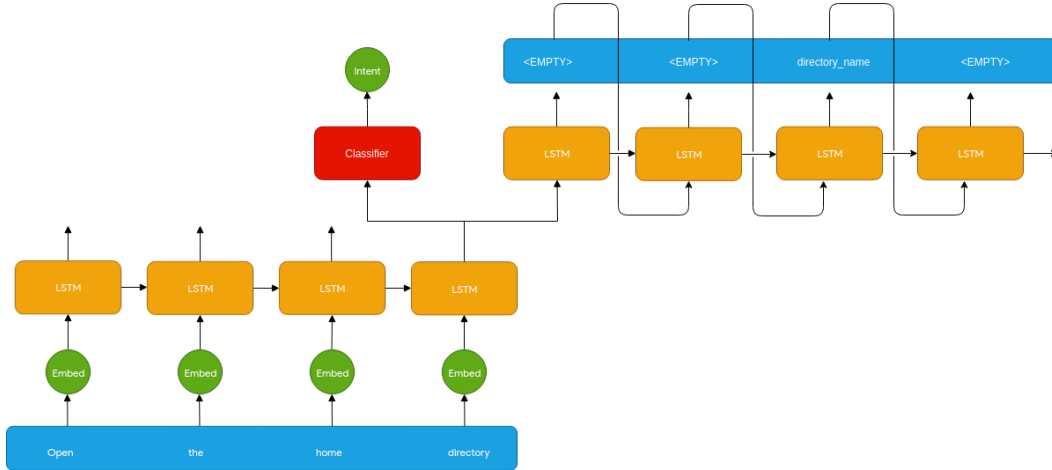 <EMPTY> <EMPTY> directory_name <EMPTY>
Intent
Classifier LSTM LSTM LSTM LSTM
LSTM LSTM LSTM LSTM
Embed Embed Embed Embed
Open the home directory